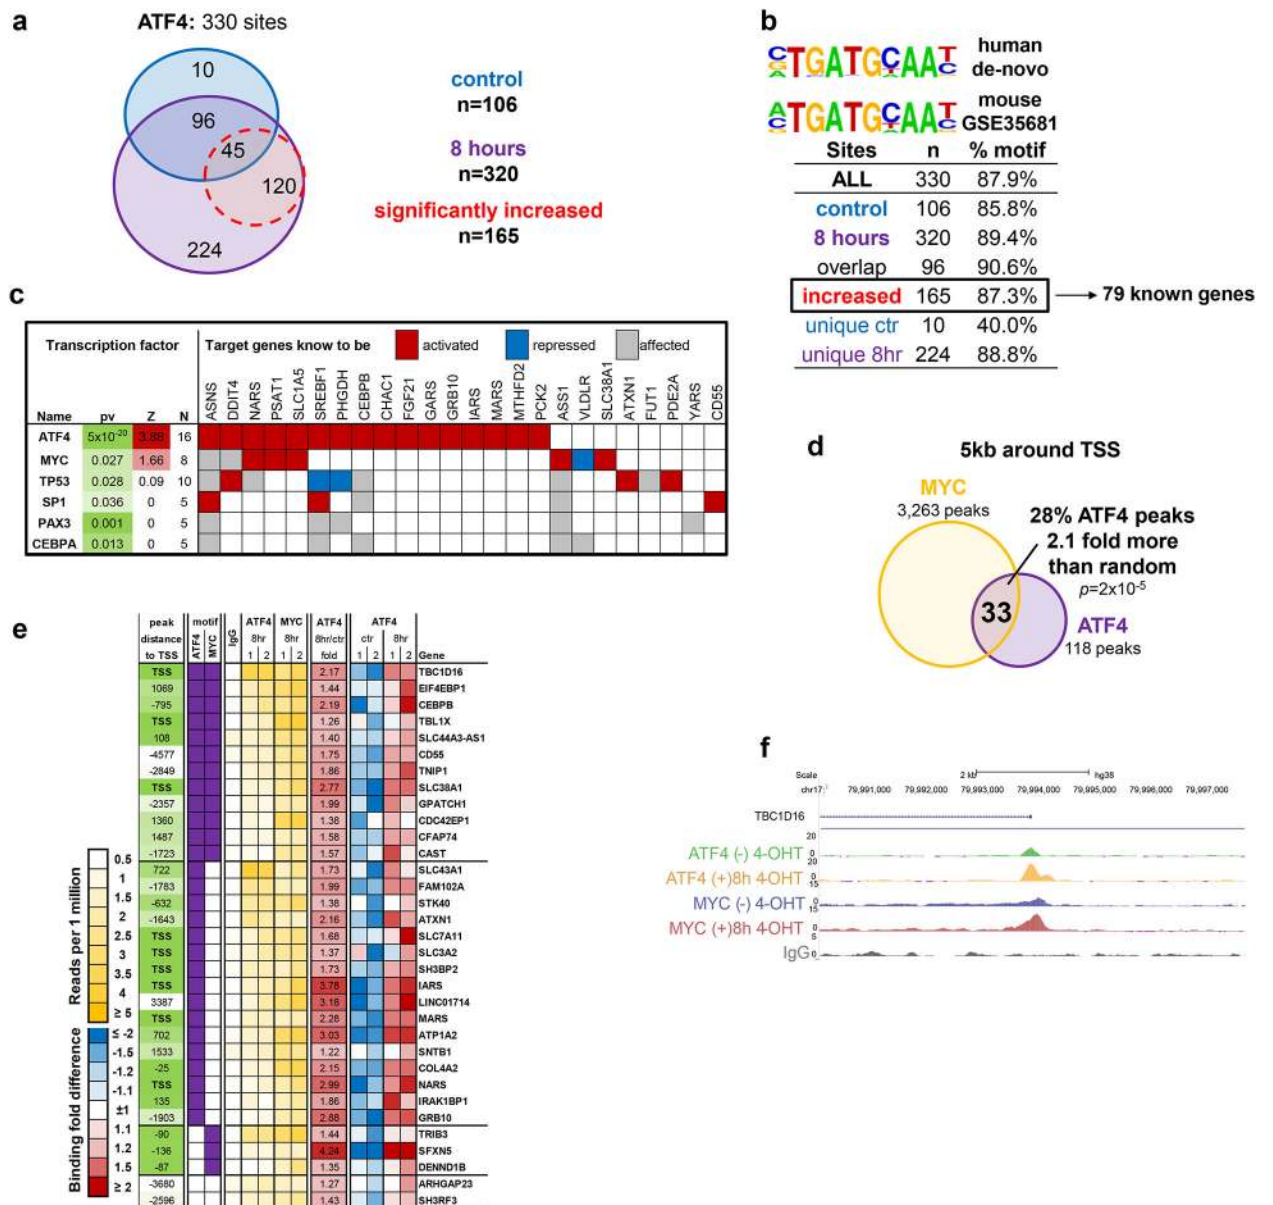 a
ATF4: 330 sites
10
96
45
120
224
control
n=106
8 hours
n=320
significantly increased
n=165
b
human
de-novo
mouse
GSE35681
Sites n % motif
ALL 330 87.9%
control 106 85.8%
8 hours 320 89.4%
overlap 96 90.6%
increased 165 87.3%
79 known genes
unique ctr 10 40.0%
unique 8hr 224 88.8%
c
Transcription factor
Target genes know to be activated repressed affected
Name pv Z N
ASNS DDIT4 NARS PSAT1 SLC1A5 SREBF1 PHGDH CEBPB CHAC1 FGF21 GARS GRB10 IARS MARS MTHFD2 PCK2 ASS1 VLDLR SLC38A1 ATXN1 FUT1 PDE2A YARS CD55
ATF4 5x10-20 3.88 16
MYC 0.027 1.66 8
TP53 0.028 0.09 10
SP1 0.036 0 5
PAX3 0.001 0 5
CEBPA 0.013 0 5
d
5kb around TSS
MYC
3,263 peaks
28% ATF4 peaks
2.1 fold more
than random
p=2x10-5
33
ATF4
118 peaks
e
peak distance to TSS
motif ATF4 MYC
IgG
ATF4 8hr 1 2
MYC 8hr 1 2
ATF4 8hr/ctr fold
ATF4 ctr 1 2 8hr 1 2
Gene
TSS 2.17 TBC1D16
1069 1.44 EIF4EBP1
-795 2.19 CEBPB
TSS 1.26 TBL1X
108 1.40 SLC44A3-AS1
-4577 1.75 CD55
-2849 1.86 TNIP1
TSS 2.77 SLC38A1
-2357 1.99 GPATCH1
1360 1.38 CDC42EP1
1487 1.58 CFAP74
-1723 1.57 CAST
722 1.73 SLC43A1
-1783 1.99 FAM102A
-632 1.38 STK40
-1643 2.16 ATXN1
TSS 1.68 SLC7A11
TSS 1.37 SLC3A2
TSS 1.73 SH3BP2
TSS 3.78 IARS
3387 3.18 LINC01714
TSS 2.28 MARS
702 3.03 ATP1A2
1533 1.22 SNTB1
-25 2.15 COL4A2
TSS 2.99 NARS
135 1.86 IRAK1BP1
-1903 2.88 GRB10
-90 1.44 TRIB3
-136 4.24 SFXN5
-87 1.35 DENND1B
-3680 1.27 ARHGAP23
-2596 1.43 SH3RF3
Reads per 1 million
0.5
1
1.5
2
2.5
3
3.5
4
≥ 5
Binding fold difference
≤ -2
-1.5
-1.2
-1.1
±1
1.1
1.2
1.5
≥ 2
f
Scale 2 kb hg38
chr17: 79,991,000 79,992,000 79,993,000 79,994,000 79,995,000 79,996,000 79,997,000
TBC1D16
20
ATF4 (-) 4-OHT 0
20
ATF4 (+)8h 4-OHT 0
15
MYC (-) 4-OHT 0
15
MYC (+)8h 4-OHT 0
5
IgG 0